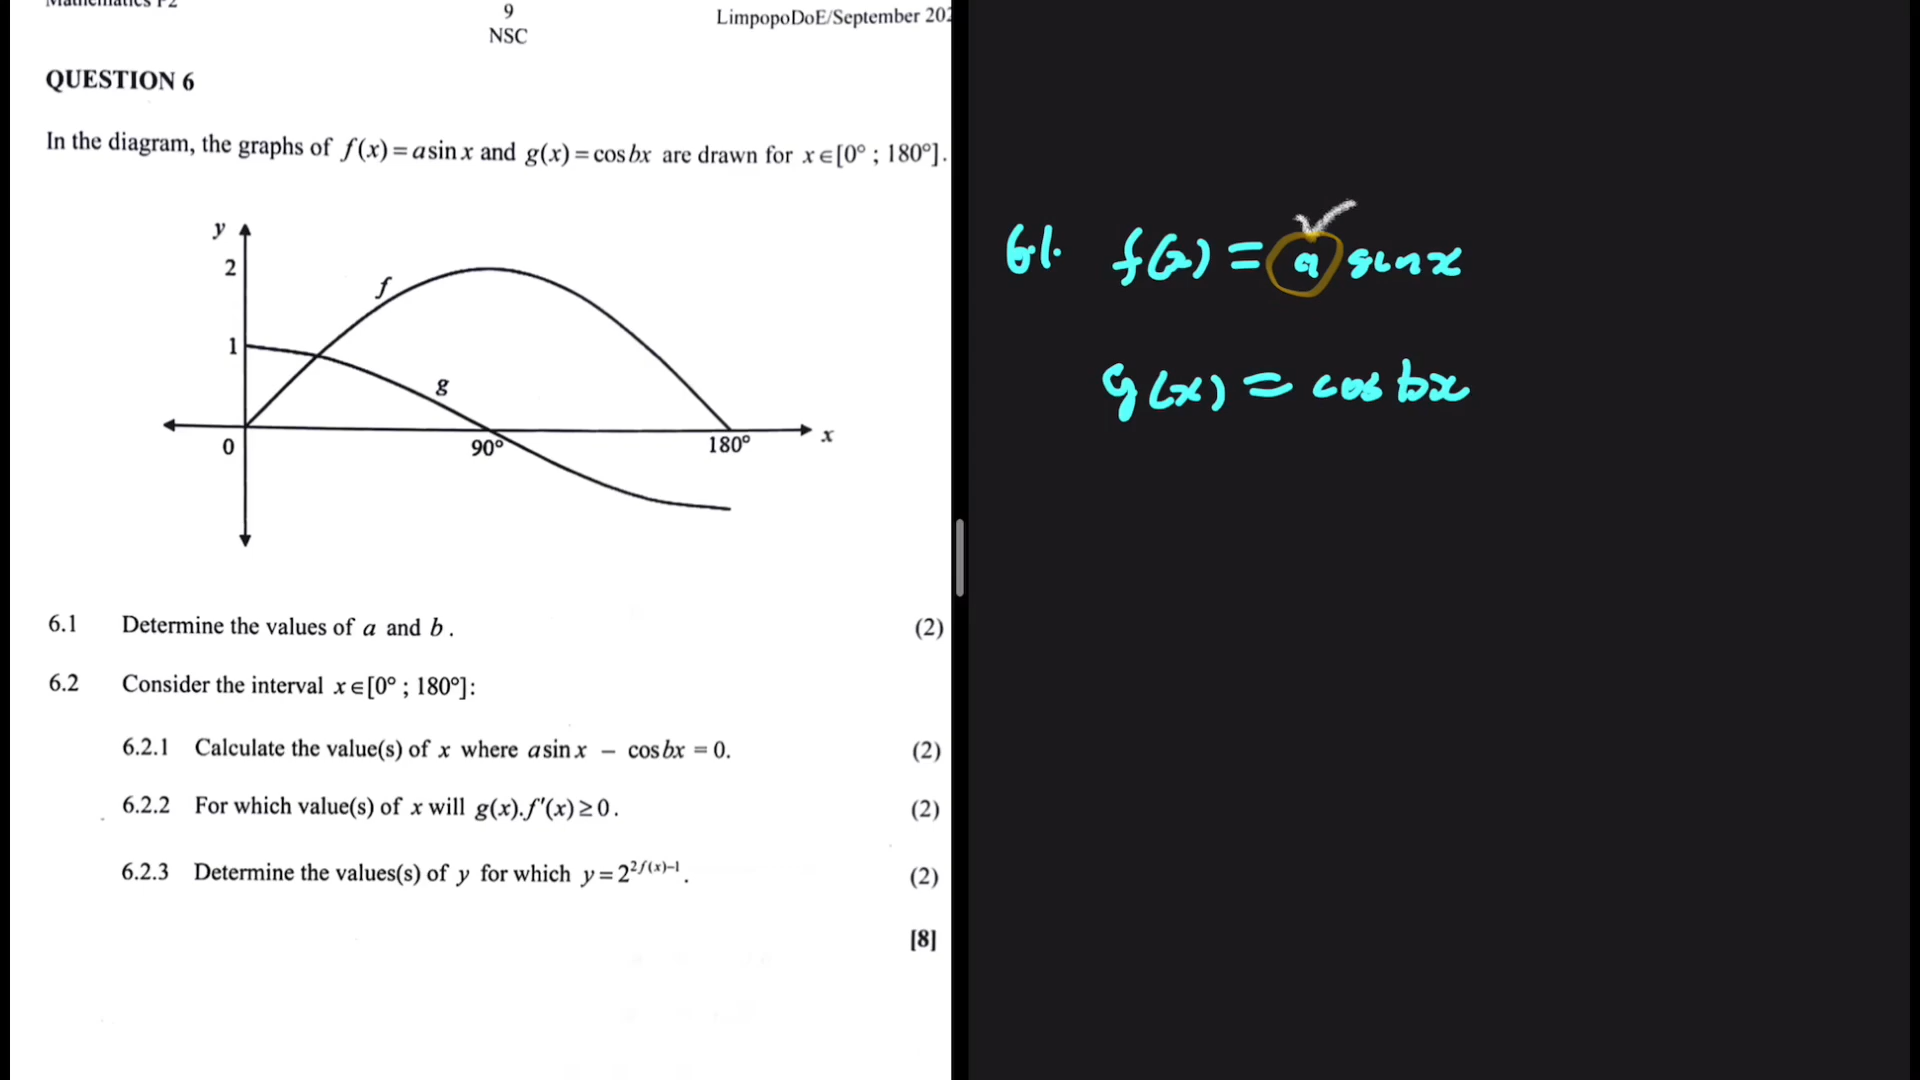 9
NSC
LimpopoDoE/September 202
QUESTION 6
In the diagram, the graphs of f(x) = a sin x and g(x) = cos bx are drawn for x ∈ [0° ; 180°].
y
2
f
1
g
0
90°
180°
x
6.1 Determine the values of a and b. (2)
6.2 Consider the interval x ∈ [0° ; 180°]:
6.2.1 Calculate the value(s) of x where a sin x − cos bx = 0. (2)
6.2.2 For which value(s) of x will g(x).f′(x) ≥ 0. (2)
6.2.3 Determine the values(s) of y for which y = 2^{2f(x)−1}. (2)
[8]
6.1. f(x) = a sin x
g(x) = cos bx